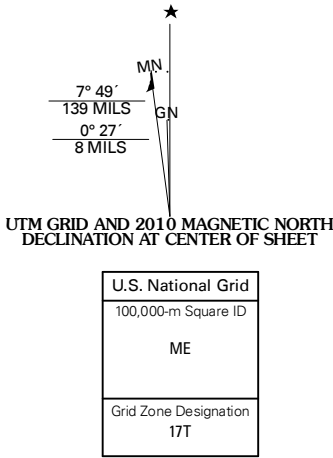 MN
7° 49´
GN
139 MILS
0° 27´
8 MILS
UTM GRID AND 2010 MAGNETIC NORTH
DECLINATION AT CENTER OF SHEET
U.S. National Grid
100,000-m Square ID
ME
Grid Zone Designation
17T